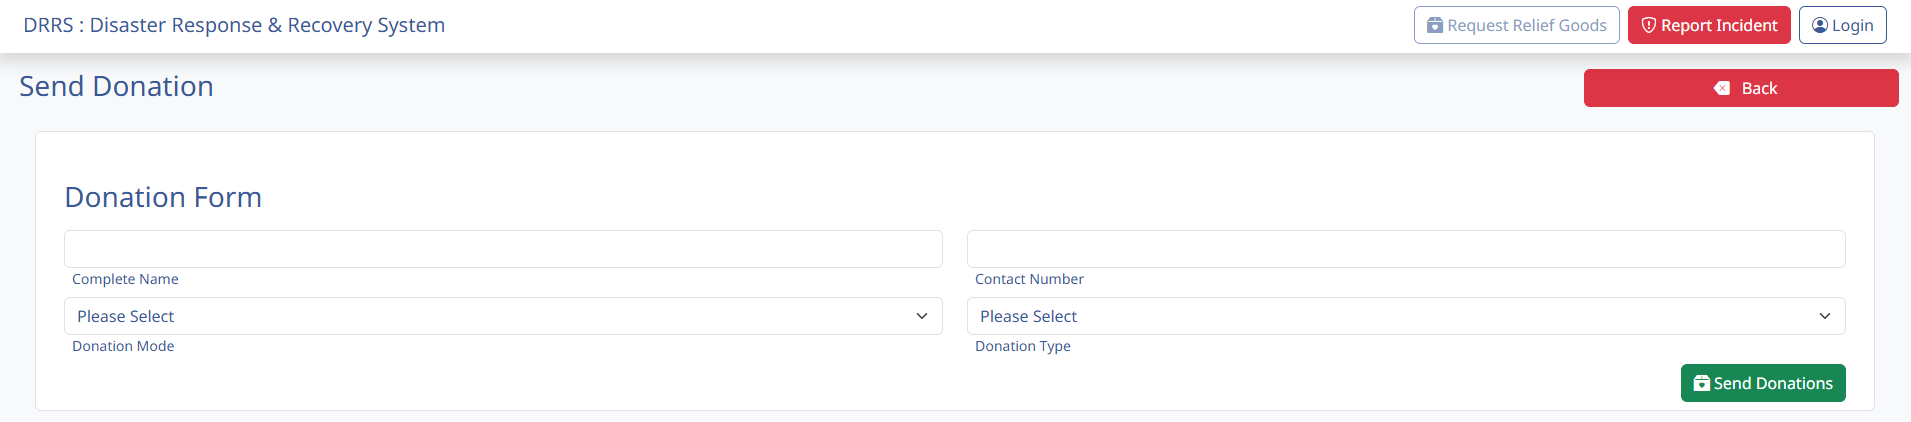 DRRS : Disaster Response & Recovery System
Request Relief Goods
Report Incident
Login
Send Donation
Back
Donation Form
Complete Name
Contact Number
Please Select
Please Select
Donation Mode
Donation Type
Send Donations